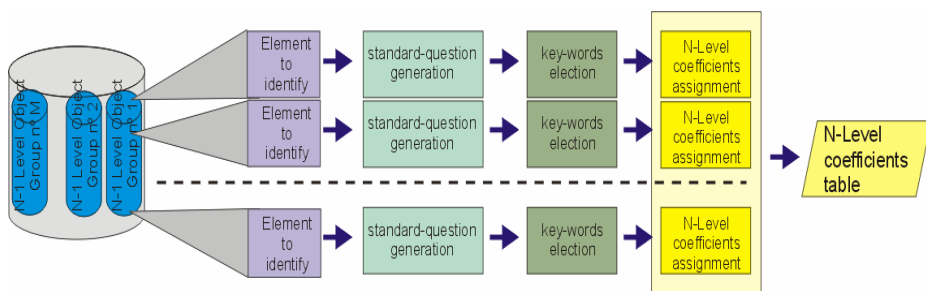 N-1 Level Object
Group nº M
N-1 Level Object
Group nº 2
N-1 Level Object
Group nº 1
Element
to
identify
standard-question
generation
key-words
election
N-Level
coefficients
assignment
Element
to
identify
standard-question
generation
key-words
election
N-Level
coefficients
assignment
N-Level
coefficients
table
Element
to
identify
standard-question
generation
key-words
election
N-Level
coefficients
assignment